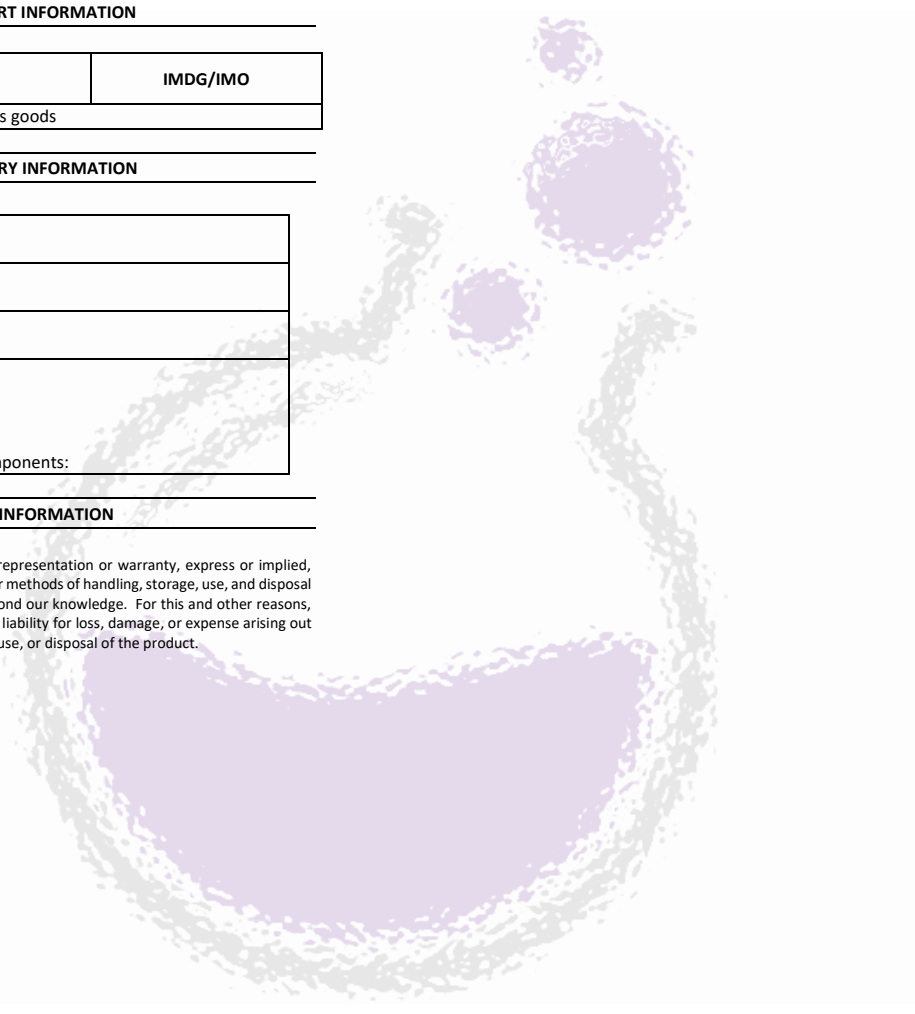 RT INFORMATION
IMDG/IMO
s goods
RY INFORMATION
ponents:
INFORMATION
representation or warranty, express or implied,
r methods of handling, storage, use, and disposal
ond our knowledge. For this and other reasons,
liability for loss, damage, or expense arising out
use, or disposal of the product.